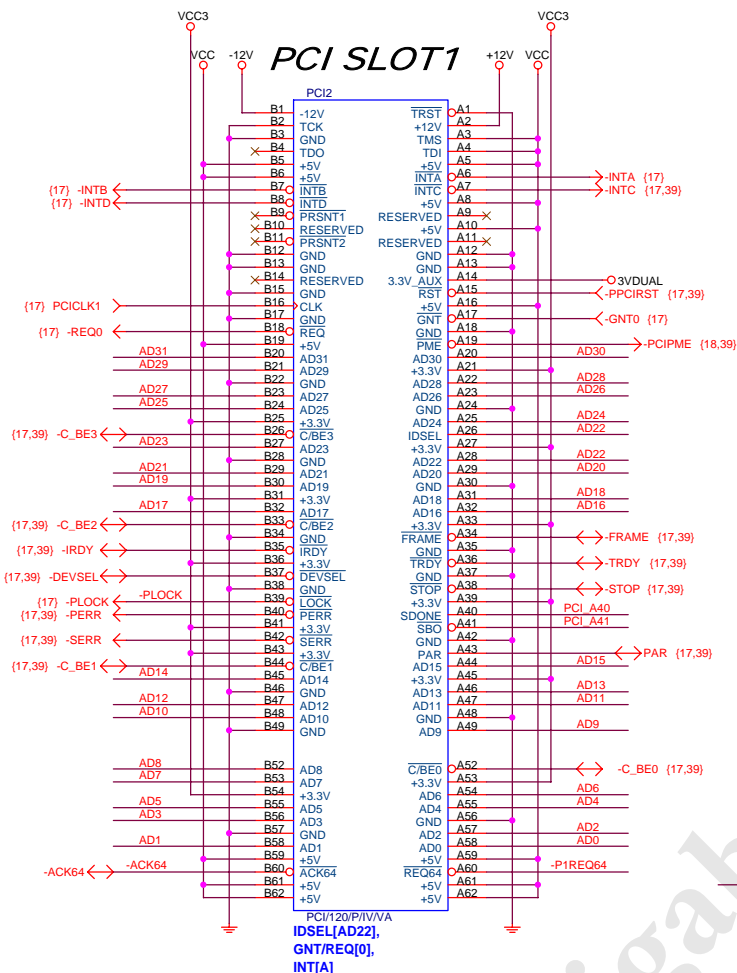 VCC3 VCC3
VCC -12V PCI SLOT1 +12V VCC
PCI2
B1 -12V TRST A1
B2 TCK +12V A2
B3 GND TMS A3
B4 TDO TDI A4
B5 +5V +5V A5
B6 +5V INTA A6 -INTA {17}
{17} -INTB B7 INTB INTC A7 -INTC {17,39}
{17} -INTD B8 INTD +5V A8
B9 PRSNT1 RESERVED A9
B10 RESERVED +5V A10
B11 PRSNT2 RESERVED A11
B12 GND GND A12
B13 GND GND A13
B14 RESERVED 3.3V_AUX A14 3VDUAL
B15 GND RST A15 -PPCIRST {17,39}
{17} PCICLK1 B16 CLK +5V A16
B17 GND GNT A17 -GNT0 {17}
{17} -REQ0 B18 REQ GND A18
B19 +5V PME A19 -PCIPME {18,39}
AD31 B20 AD31 AD30 A20 AD30
AD29 B21 AD29 +3.3V A21
B22 GND AD28 A22 AD28
AD27 B23 AD27 AD26 A23 AD26
AD25 B24 AD25 GND A24
B25 +3.3V AD24 A25 AD24
{17,39} -C_BE3 B26 C/BE3 IDSEL A26 AD22
AD23 B27 AD23 +3.3V A27
B28 GND AD22 A28 AD22
AD21 B29 AD21 AD20 A29 AD20
AD19 B30 AD19 GND A30
B31 +3.3V AD18 A31 AD18
AD17 B32 AD17 AD16 A32 AD16
{17,39} -C_BE2 B33 C/BE2 +3.3V A33
B34 GND FRAME A34 -FRAME {17,39}
{17,39} -IRDY B35 IRDY GND A35
B36 +3.3V TRDY A36 -TRDY {17,39}
{17,39} -DEVSEL B37 DEVSEL GND A37
B38 GND STOP A38 -STOP {17,39}
{17} -PLOCK -PLOCK B39 LOCK +3.3V A39
{17,39} -PERR B40 PERR SDONE A40 PCI_A40
B41 +3.3V SBO A41 PCI_A41
{17,39} -SERR B42 SERR GND A42
B43 +3.3V PAR A43 PAR {17,39}
{17,39} -C_BE1 B44 C/BE1 AD15 A44 AD15
AD14 B45 AD14 +3.3V A45
B46 GND AD13 A46 AD13
AD12 B47 AD12 AD11 A47 AD11
AD10 B48 AD10 GND A48
B49 GND AD9 A49 AD9
AD8 B52 AD8 C/BE0 A52 -C_BE0 {17,39}
AD7 B53 AD7 +3.3V A53
B54 +3.3V AD6 A54 AD6
AD5 B55 AD5 AD4 A55 AD4
AD3 B56 AD3 GND A56
B57 GND AD2 A57 AD2
AD1 B58 AD1 AD0 A58 AD0
B59 +5V +5V A59
-ACK64 -ACK64 B60 ACK64 REQ64 A60 -P1REQ64
B61 +5V +5V A61
B62 +5V +5V A62
PCI/120/P/IV/VA
IDSEL[AD22],
GNT/REQ[0],
INT[A]